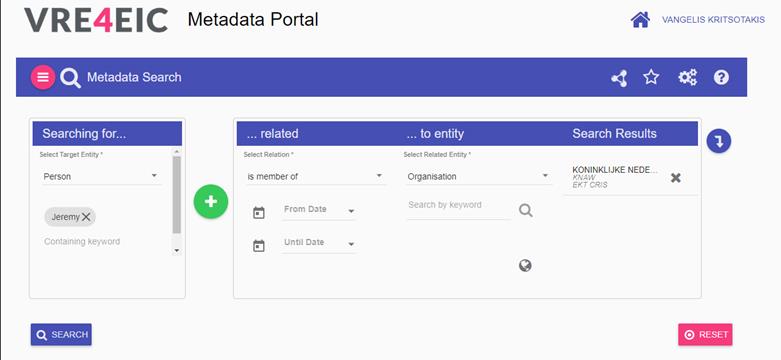 VRE4EIC Metadata Portal
VANGELIS KRITSOTAKIS
Metadata Search
Searching for...
Select Target Entity *
Person
Jeremy
Containing keyword
... related
... to entity
Search Results
Select Relation *
is member of
From Date
Until Date
Select Related Entity *
Organisation
Search by keyword
KONINKLIJKE NEDE...
KNAW
EKT CRIS
SEARCH
RESET